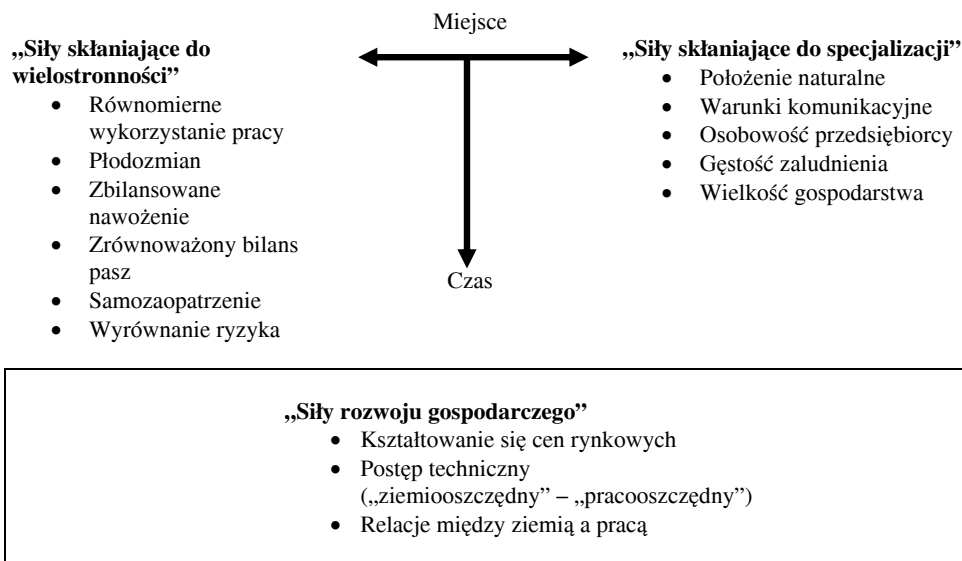 Miejsce
„Siły skłaniające do
wielostronności”
• Równomierne
wykorzystanie pracy
• Płodozmian
• Zbilansowane
nawożenie
• Zrównoważony bilans
pasz
• Samozaopatrzenie
• Wyrównanie ryzyka
„Siły skłaniające do specjalizacji”
• Położenie naturalne
• Warunki komunikacyjne
• Osobowość przedsiębiorcy
• Gęstość zaludnienia
• Wielkość gospodarstwa
Czas
„Siły rozwoju gospodarczego”
• Kształtowanie się cen rynkowych
• Postęp techniczny
(„ziemiooszczędny” – „pracooszczędny”)
• Relacje między ziemią a pracą